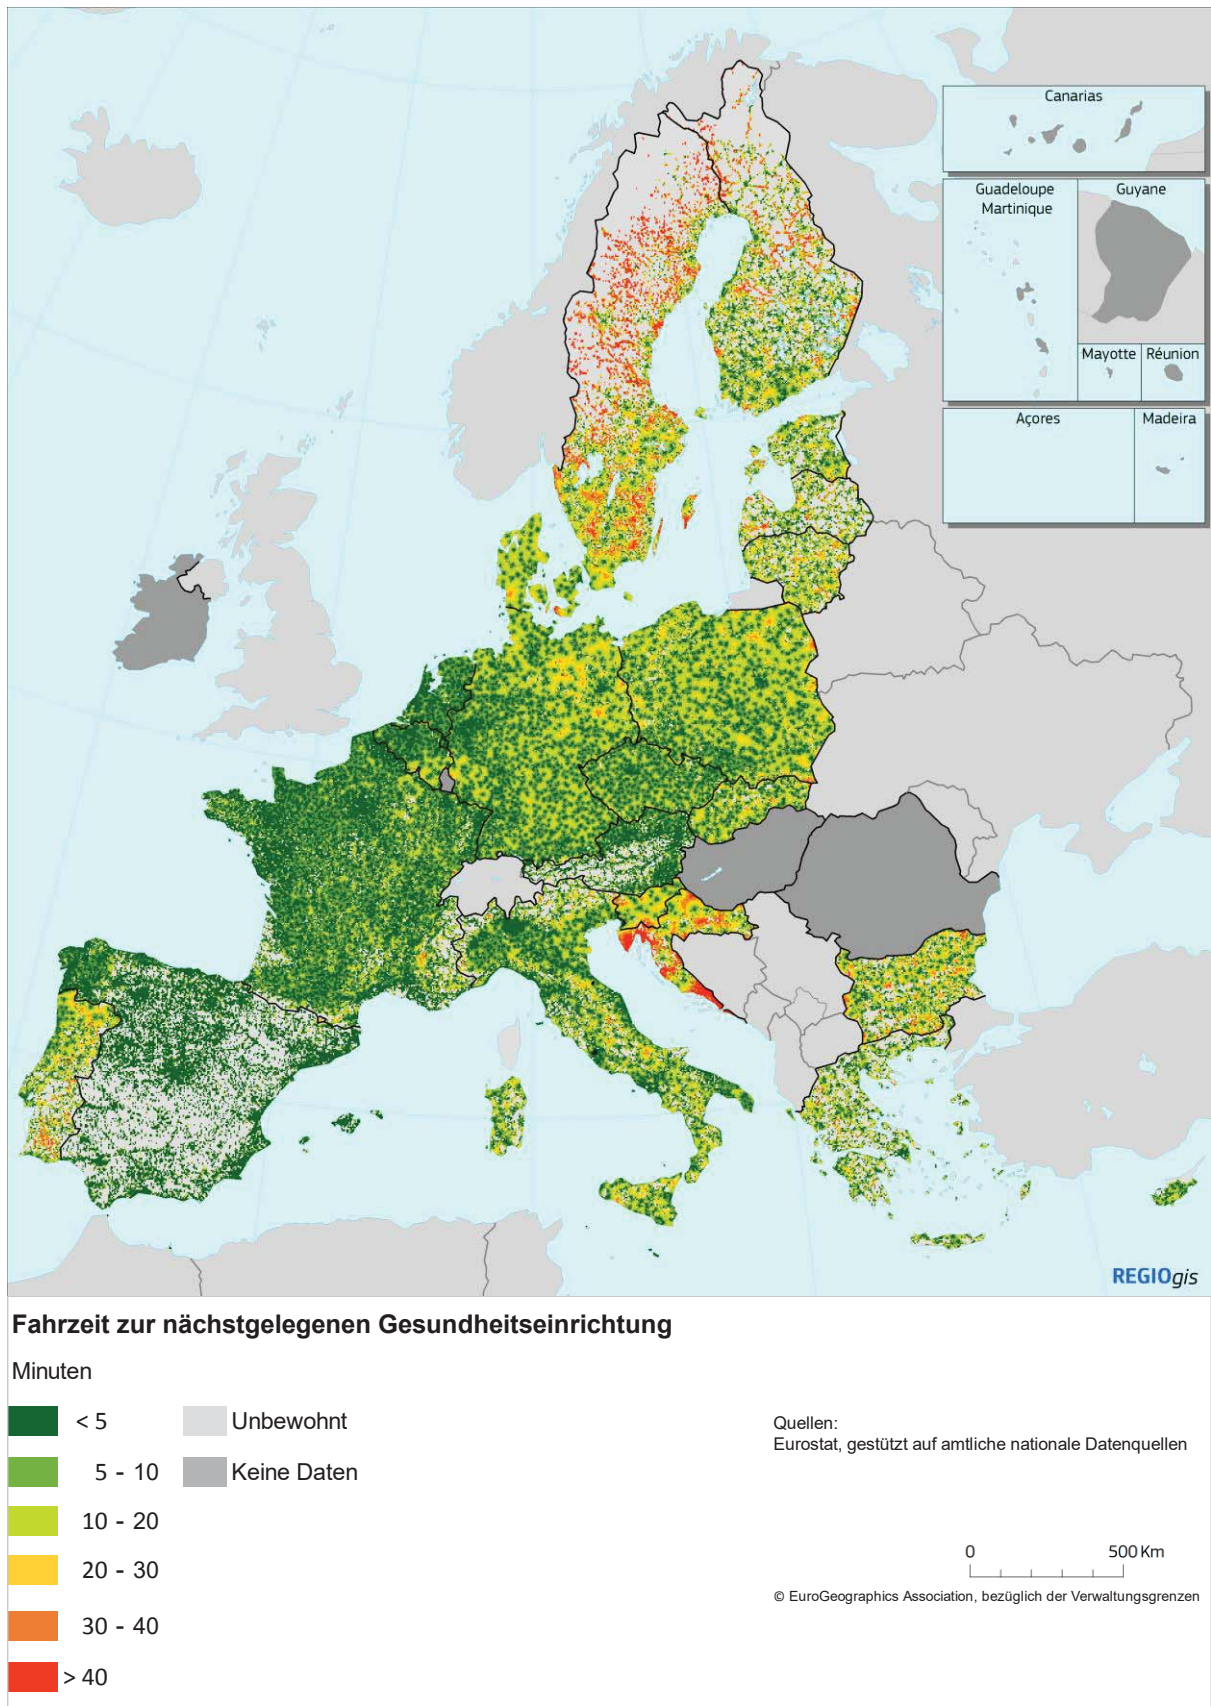 Canarias
Guadeloupe
Martinique
Guyane
Mayotte
Réunion
Açores
Madeira
REGIOgis
Fahrzeit zur nächstgelegenen Gesundheitseinrichtung
Minuten
< 5
Unbewohnt
5 - 10
Keine Daten
10 - 20
20 - 30
30 - 40
> 40
Quellen:
Eurostat, gestützt auf amtliche nationale Datenquellen
0 500 Km
© EuroGeographics Association, bezüglich der Verwaltungsgrenzen